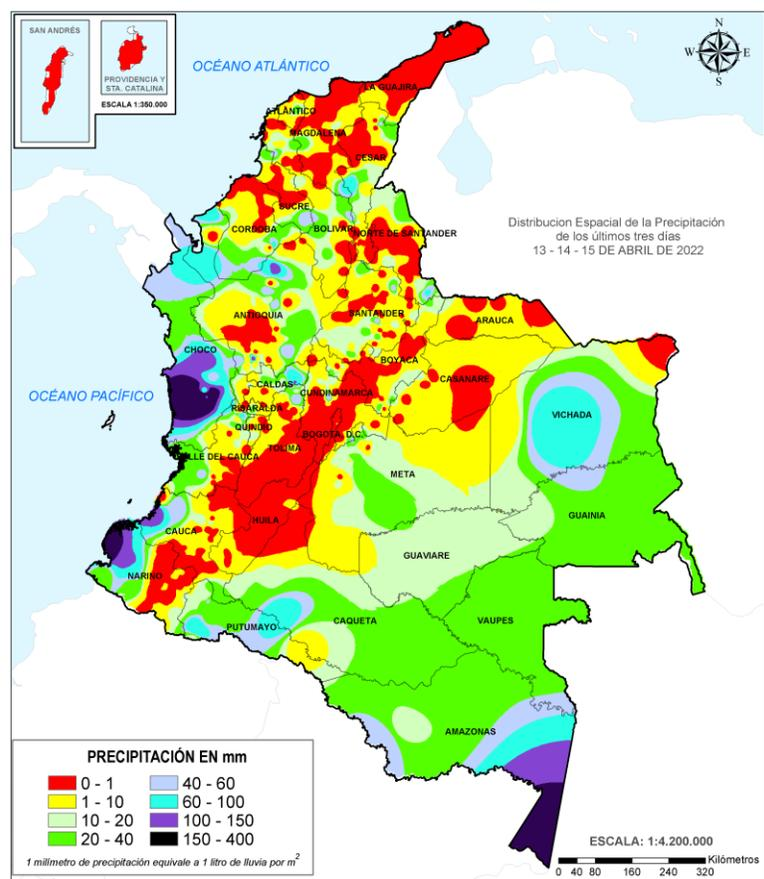 SAN ANDRÉS
PROVIDENCIA Y
STA. CATALINA
ESCALA 1:350.000
OCÉANO ATLÁNTICO
N
W
E
S
LA GUAJIRA
ATLÁNTICO
MAGDALENA
CESAR
SUCRE
CORDOBA
BOLIVAR
NORTE DE SANTANDER
Distribucion Espacial de la Precipitación
de los últimos tres días
13 - 14 - 15 DE ABRIL DE 2022
ANTIOQUIA
SANTANDER
ARAUCA
CHOCO
BOYACA
CASANARE
OCÉANO PACÍFICO
CALDAS
CUNDINAMARCA
RISARALDA
VICHADA
QUINDIO
BOGOTA, D.C.
TOLIMA
VALLE DEL CAUCA
META
GUAINIA
CAUCA
HUILA
GUAVIARE
NARIÑO
PUTUMAYO
CAQUETA
VAUPES
AMAZONAS
PRECIPITACIÓN EN mm
0 - 1
40 - 60
1 - 10
60 - 100
10 - 20
100 - 150
20 - 40
150 - 400
1 milímetro de precipitación equivale a 1 litro de lluvia por m²
ESCALA: 1:4.200.000
Kilómetros
0 40 80 160 240 320